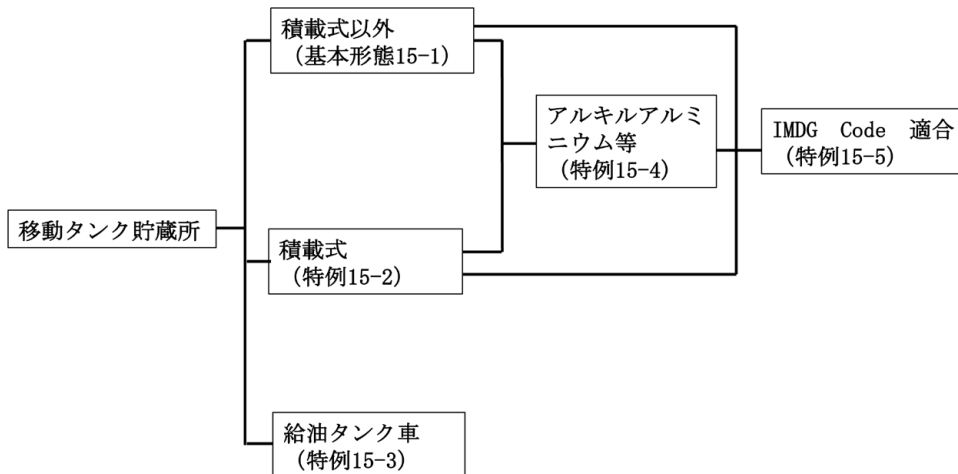 積載式以外
(基本形態15-1)
アルキルアルミ
ニウム等
(特例15-4)
IMDG Code 適合
(特例15-5)
移動タンク貯蔵所
積載式
(特例15-2)
給油タンク車
(特例15-3)